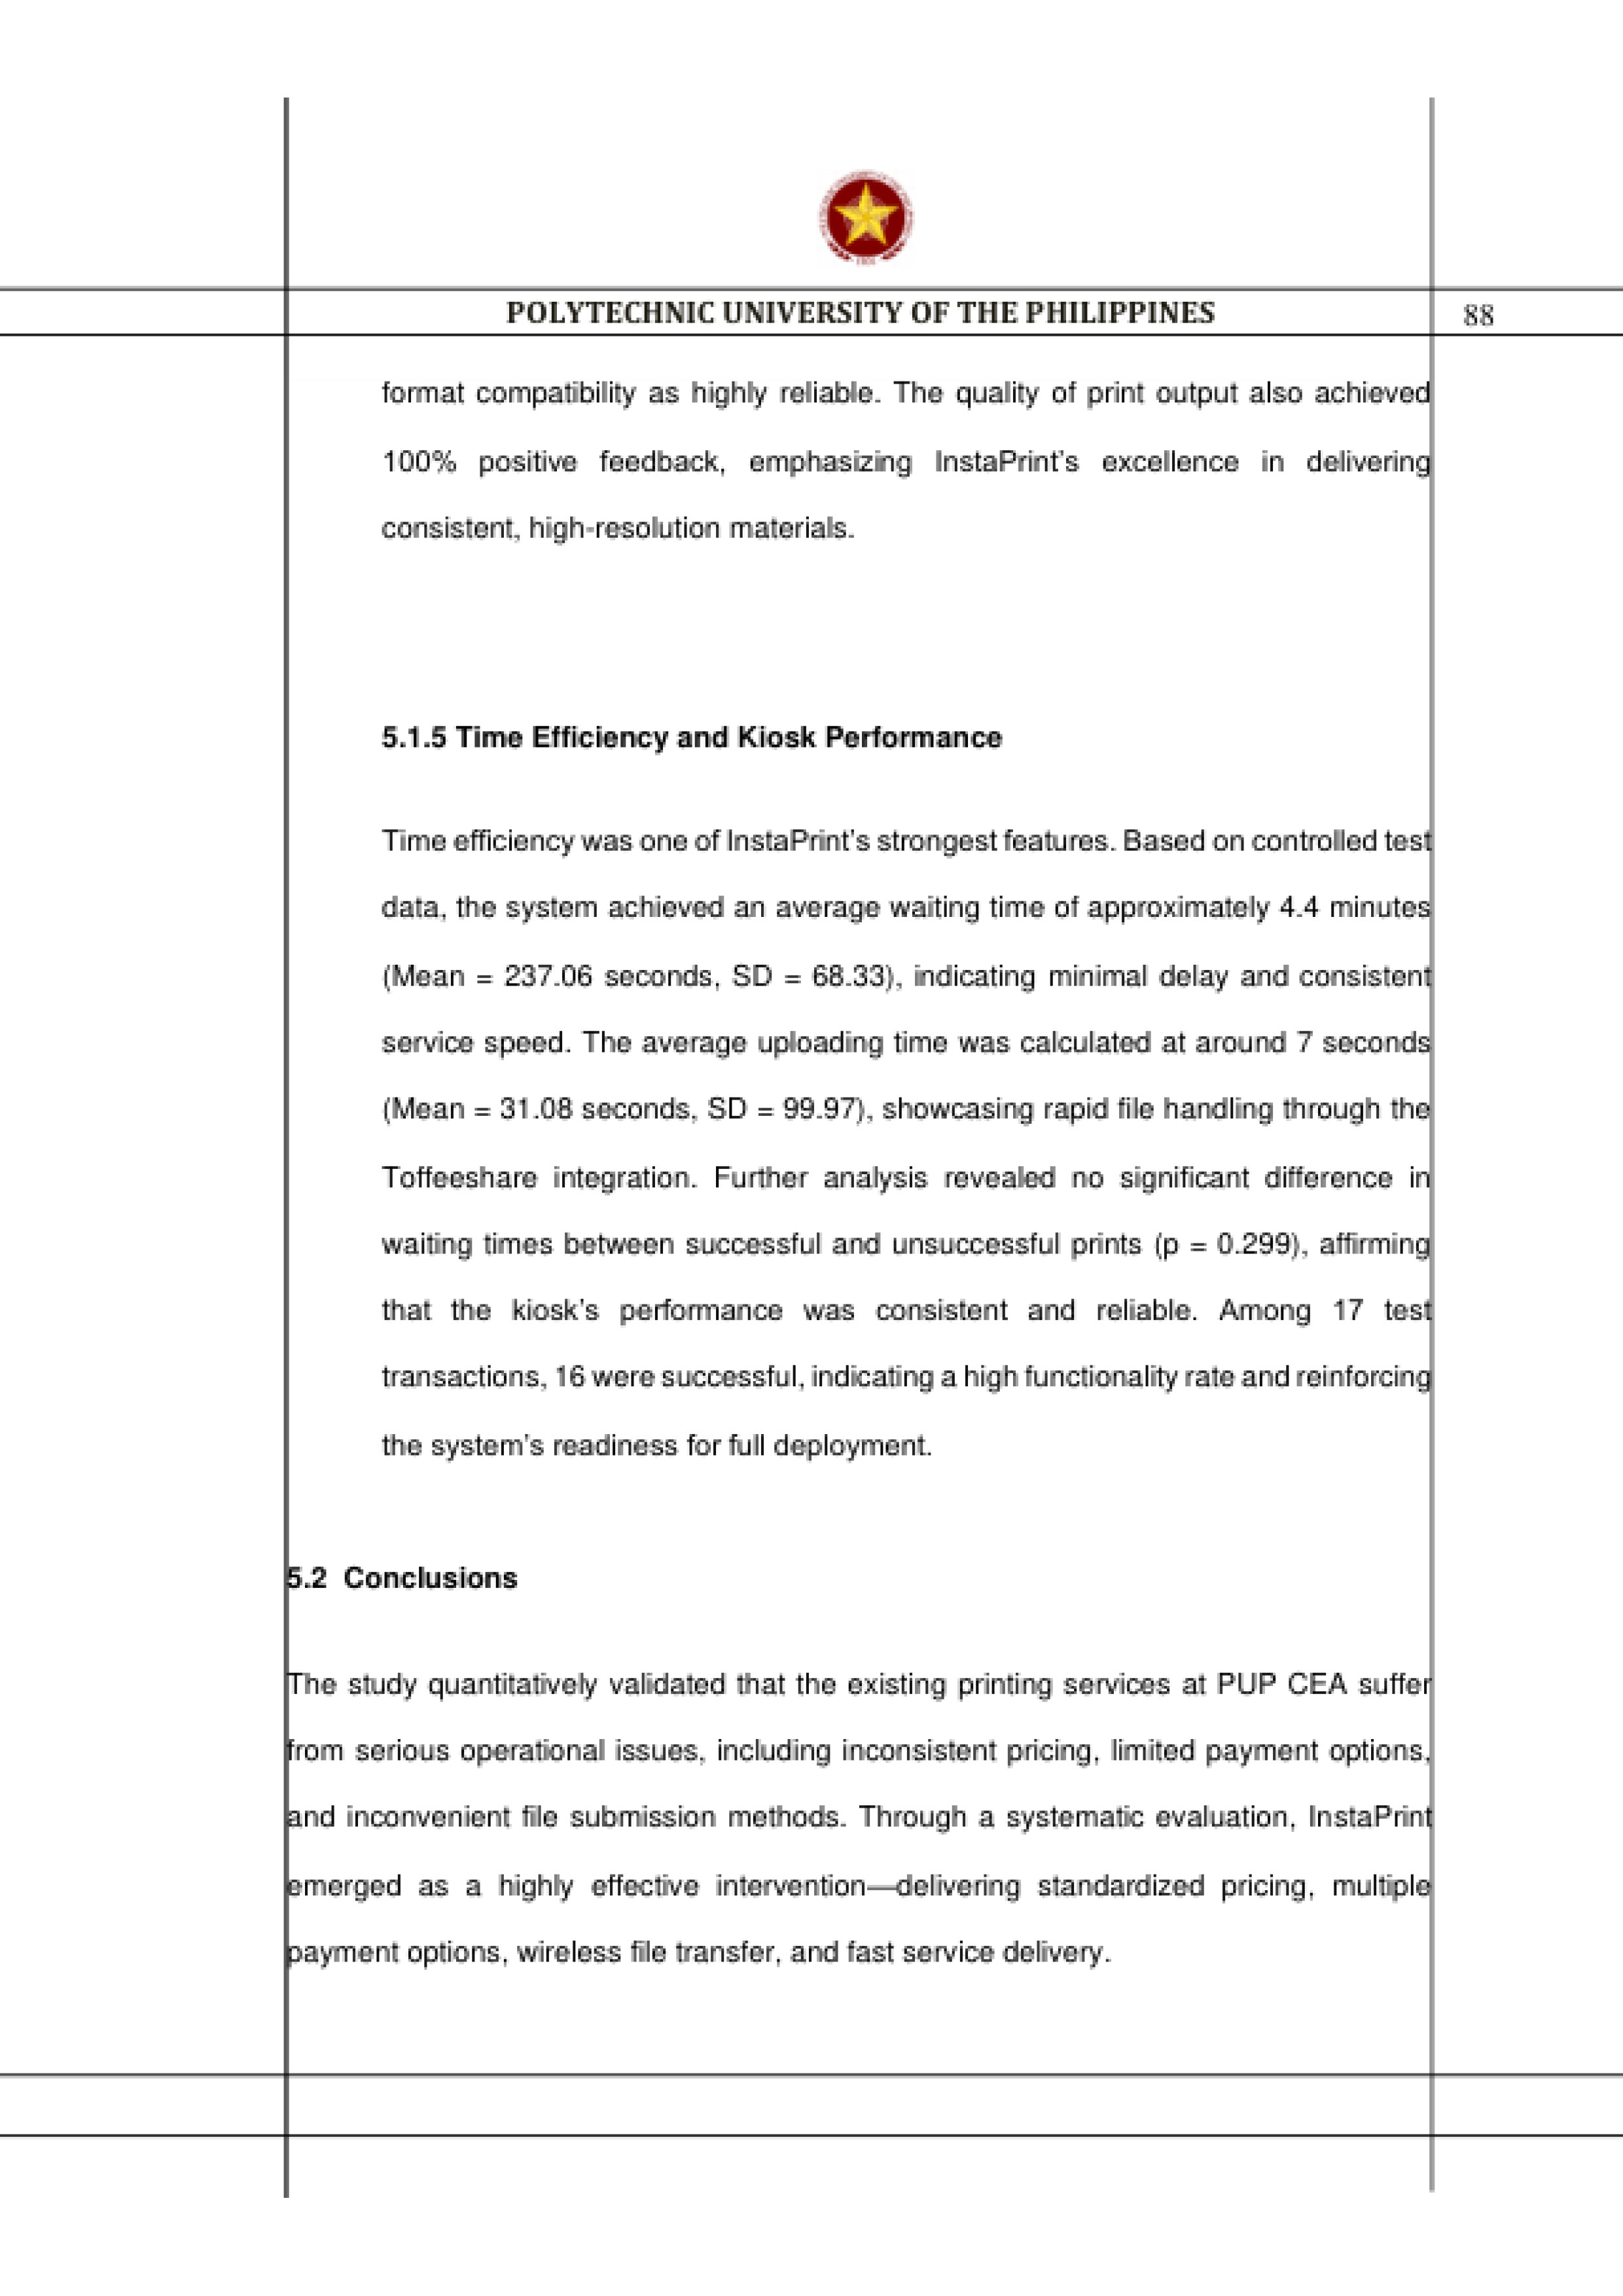 POLYTECHNIC UNIVERSITY OF THE PHILIPPINES
88
format compatibility as highly reliable. The quality of print output also achieved
100% positive feedback, emphasizing InstaPrint’s excellence in delivering
consistent, high-resolution materials.
5.1.5 Time Efficiency and Kiosk Performance
Time efficiency was one of InstaPrint’s strongest features. Based on controlled test
data, the system achieved an average waiting time of approximately 4.4 minutes
(Mean = 237.06 seconds, SD = 68.33), indicating minimal delay and consistent
service speed. The average uploading time was calculated at around 7 seconds
(Mean = 31.08 seconds, SD = 99.97), showcasing rapid file handling through the
Toffeeshare integration. Further analysis revealed no significant difference in
waiting times between successful and unsuccessful prints (p = 0.299), affirming
that the kiosk’s performance was consistent and reliable. Among 17 test
transactions, 16 were successful, indicating a high functionality rate and reinforcing
the system’s readiness for full deployment.
5.2 Conclusions
The study quantitatively validated that the existing printing services at PUP CEA suffer
from serious operational issues, including inconsistent pricing, limited payment options,
and inconvenient file submission methods. Through a systematic evaluation, InstaPrint
emerged as a highly effective intervention—delivering standardized pricing, multiple
payment options, wireless file transfer, and fast service delivery.